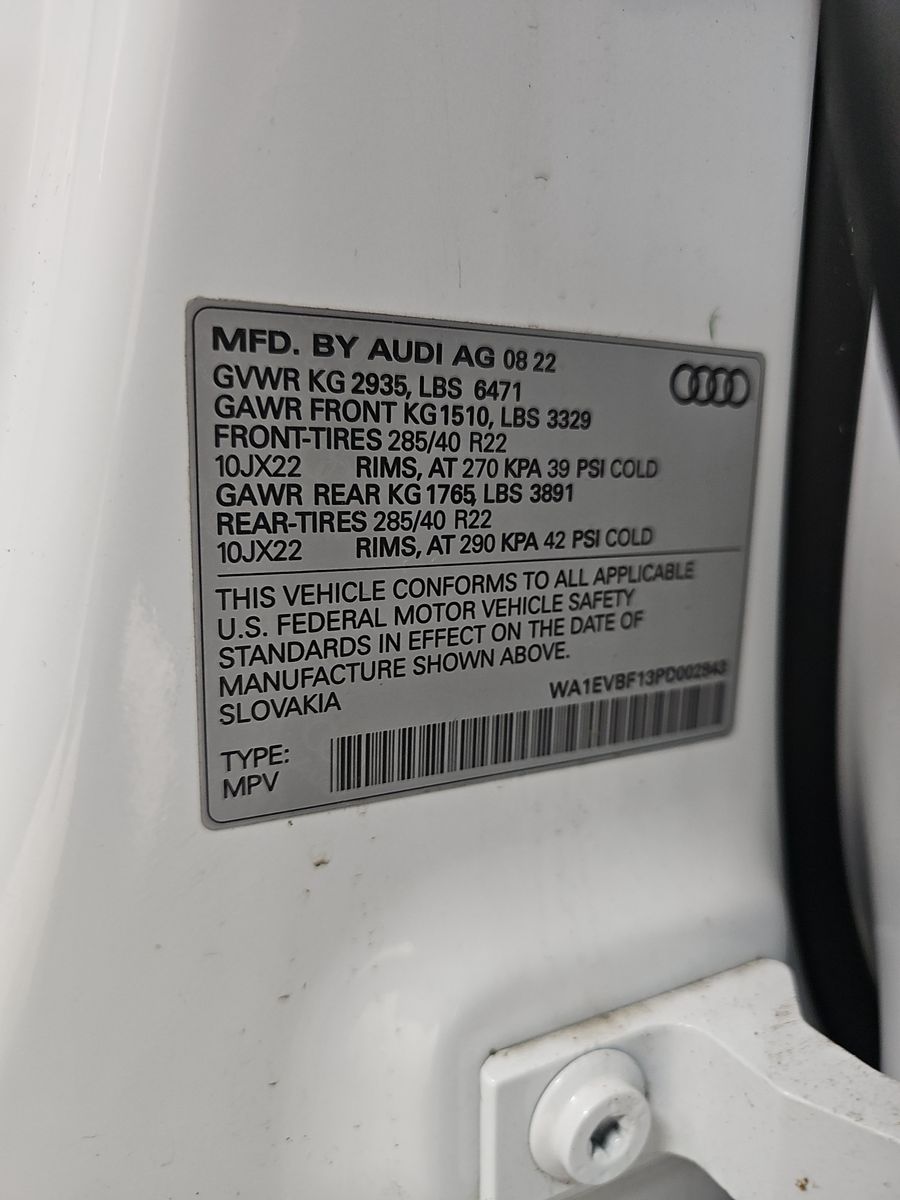 MFD. BY AUDI AG 08 22
GVWR KG 2935, LBS 6471
GAWR FRONT KG1510, LBS 3329
FRONT-TIRES 285/40 R22
10JX22 RIMS, AT 270 KPA 39 PSI COLD
GAWR REAR KG 1765, LBS 3891
REAR-TIRES 285/40 R22
10JX22 RIMS, AT 290 KPA 42 PSI COLD
THIS VEHICLE CONFORMS TO ALL APPLICABLE
U.S. FEDERAL MOTOR VEHICLE SAFETY
STANDARDS IN EFFECT ON THE DATE OF
MANUFACTURE SHOWN ABOVE.
SLOVAKIA WA1EVBF13PD002943
TYPE:
MPV